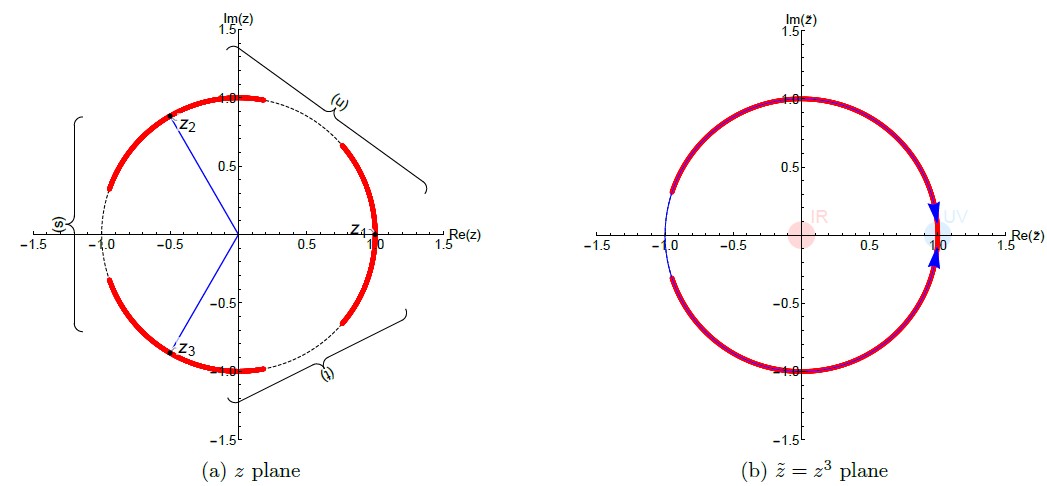 Im(z)
1.5
1.0
(u)
z2
0.5
(s)
z1
−1.5 −1.0 −0.5 0.5 1.0 1.5 Re(z)
−0.5
z3
−1.0
(t)
−1.5
(a) z plane
Im(z̃)
1.5
1.0
0.5
IR UV
−1.5 −1.0 −0.5 0.5 1.0 1.5 Re(z̃)
−0.5
−1.0
−1.5
(b) z̃ = z³ plane